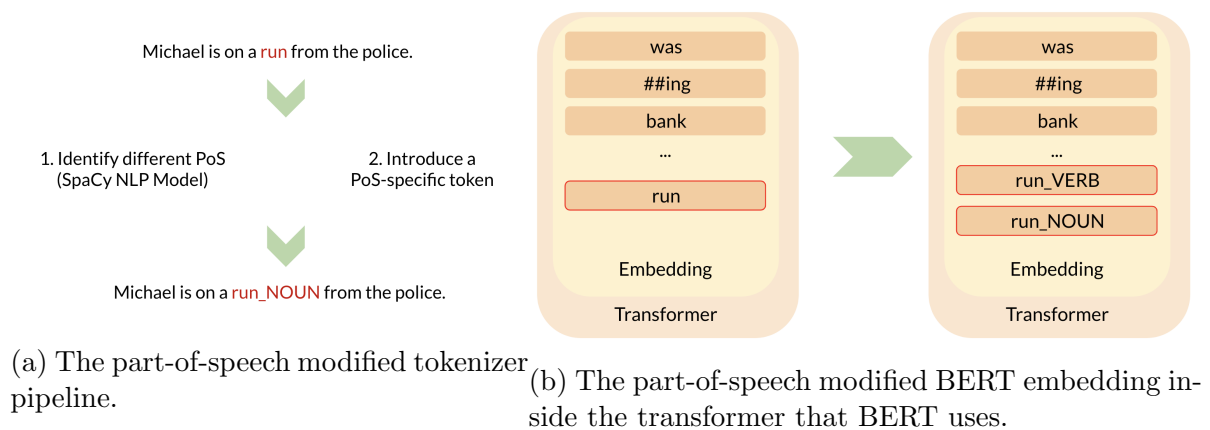 Michael is on a run from the police.
1. Identify different PoS
(SpaCy NLP Model)
2. Introduce a
PoS-specific token
Michael is on a run_NOUN from the police.
(a) The part-of-speech modified tokenizer
pipeline.
was
##ing
bank
...
run
Embedding
Transformer
was
##ing
bank
...
run_VERB
run_NOUN
Embedding
Transformer
(b) The part-of-speech modified BERT embedding in-
side the transformer that BERT uses.